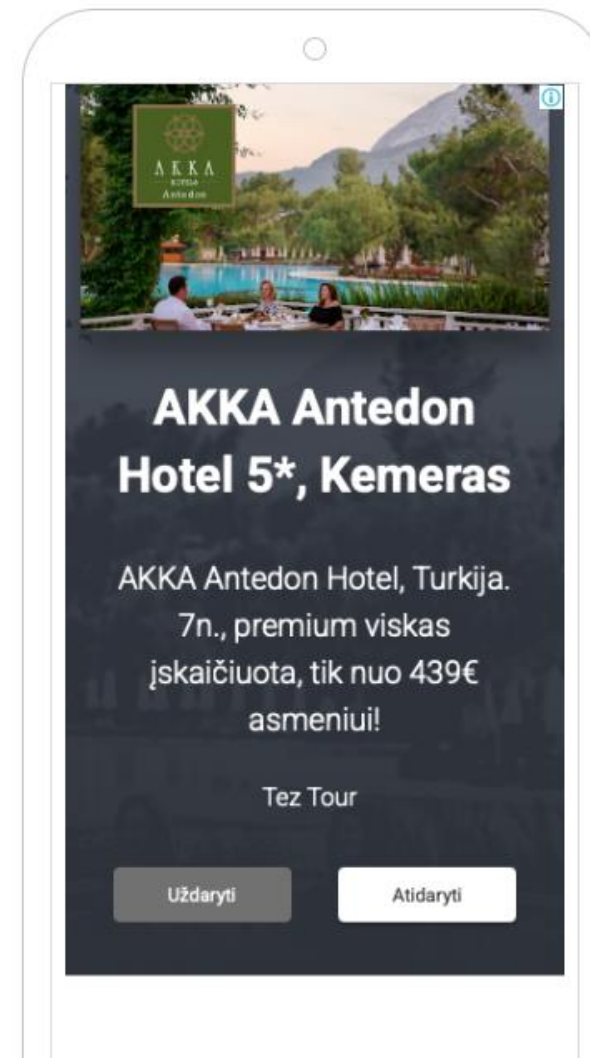 AKKA
HOTELS
Antedon
AKKA Antedon
Hotel 5*, Kemeras
AKKA Antedon Hotel, Turkija.
7n., premium viskas
įskaičiuota, tik nuo 439€
asmeniui!
Tez Tour
Uždaryti
Atidaryti